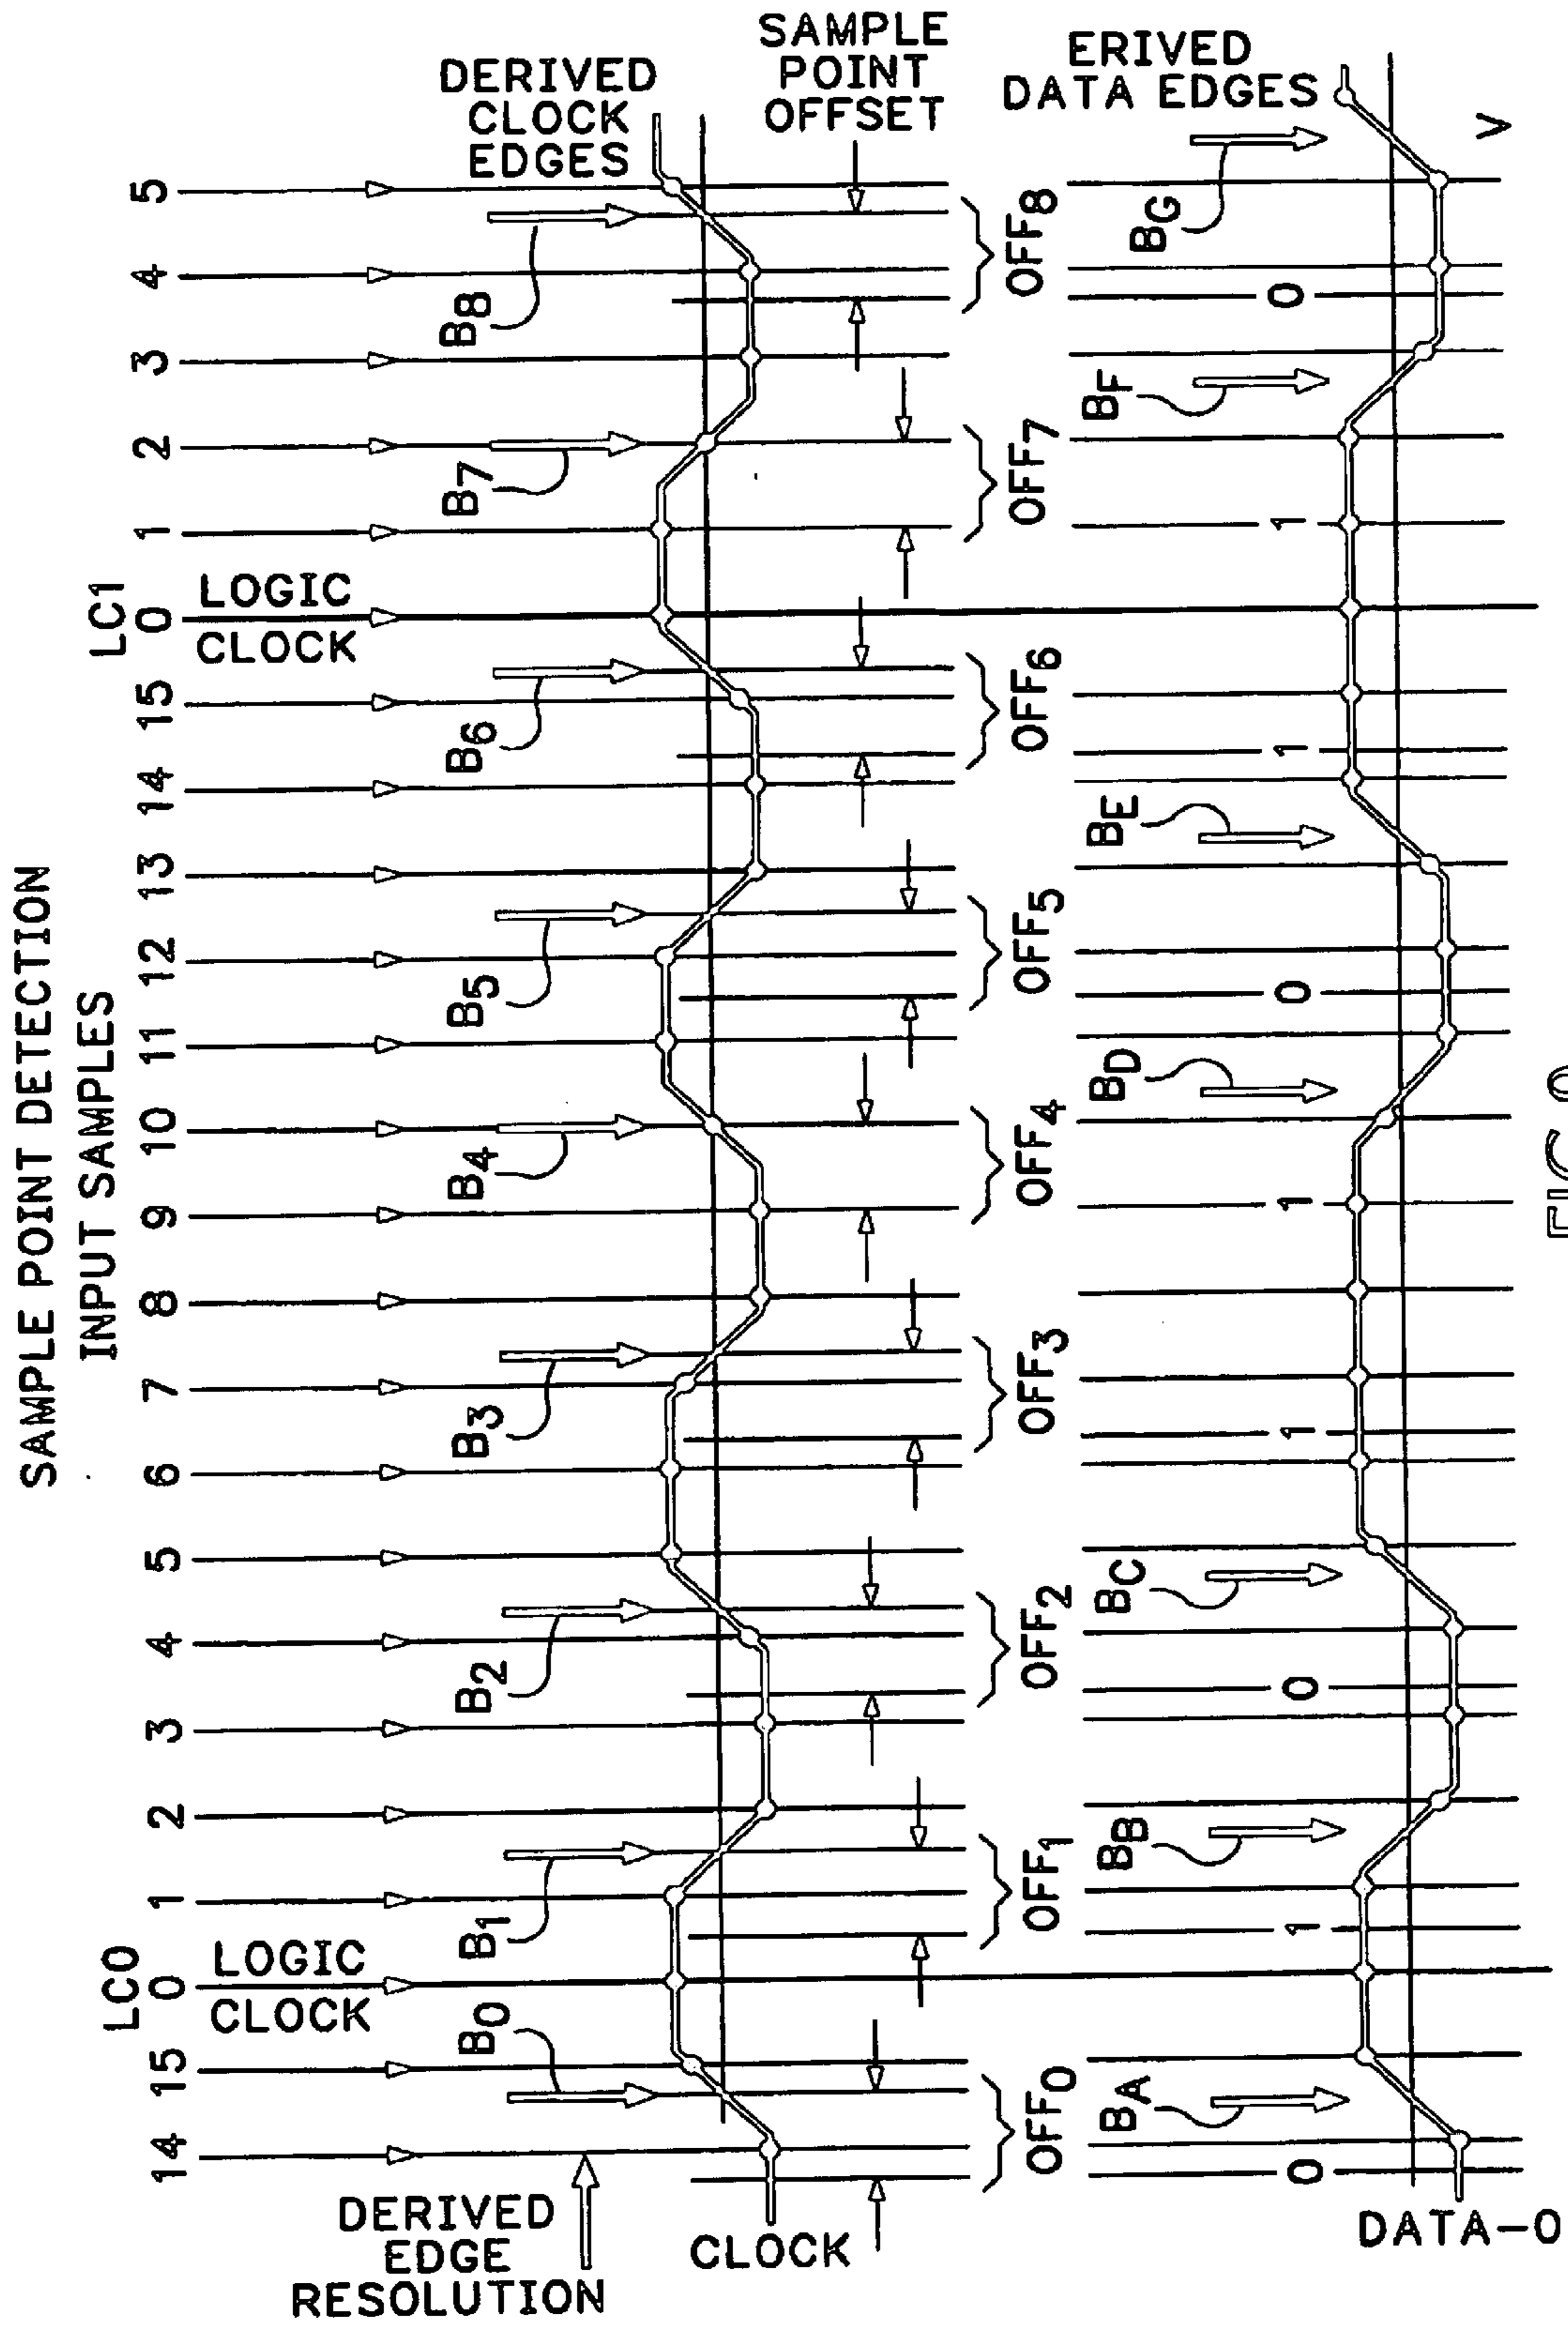 SAMPLE POINT DETECTION
INPUT SAMPLES
LC0 LC1
14 15 0 1 2 3 4 5 6 7 8 9 10 11 12 13 14 15 0 1 2 3 4 5
LOGIC CLOCK
LOGIC CLOCK
DERIVED
EDGE
RESOLUTION
B0 B1 B2 B3 B4 B5 B6 B7 B8
DERIVED
CLOCK
EDGES
CLOCK
SAMPLE
POINT
OFFSET
OFF0 OFF1 OFF2 OFF3 OFF4 OFF5 OFF6 OFF7 OFF8
BA BB BC BD BE BF BG
ERIVED
DATA EDGES
0 1 0 1 1 0 1 1 0
DATA-0
V